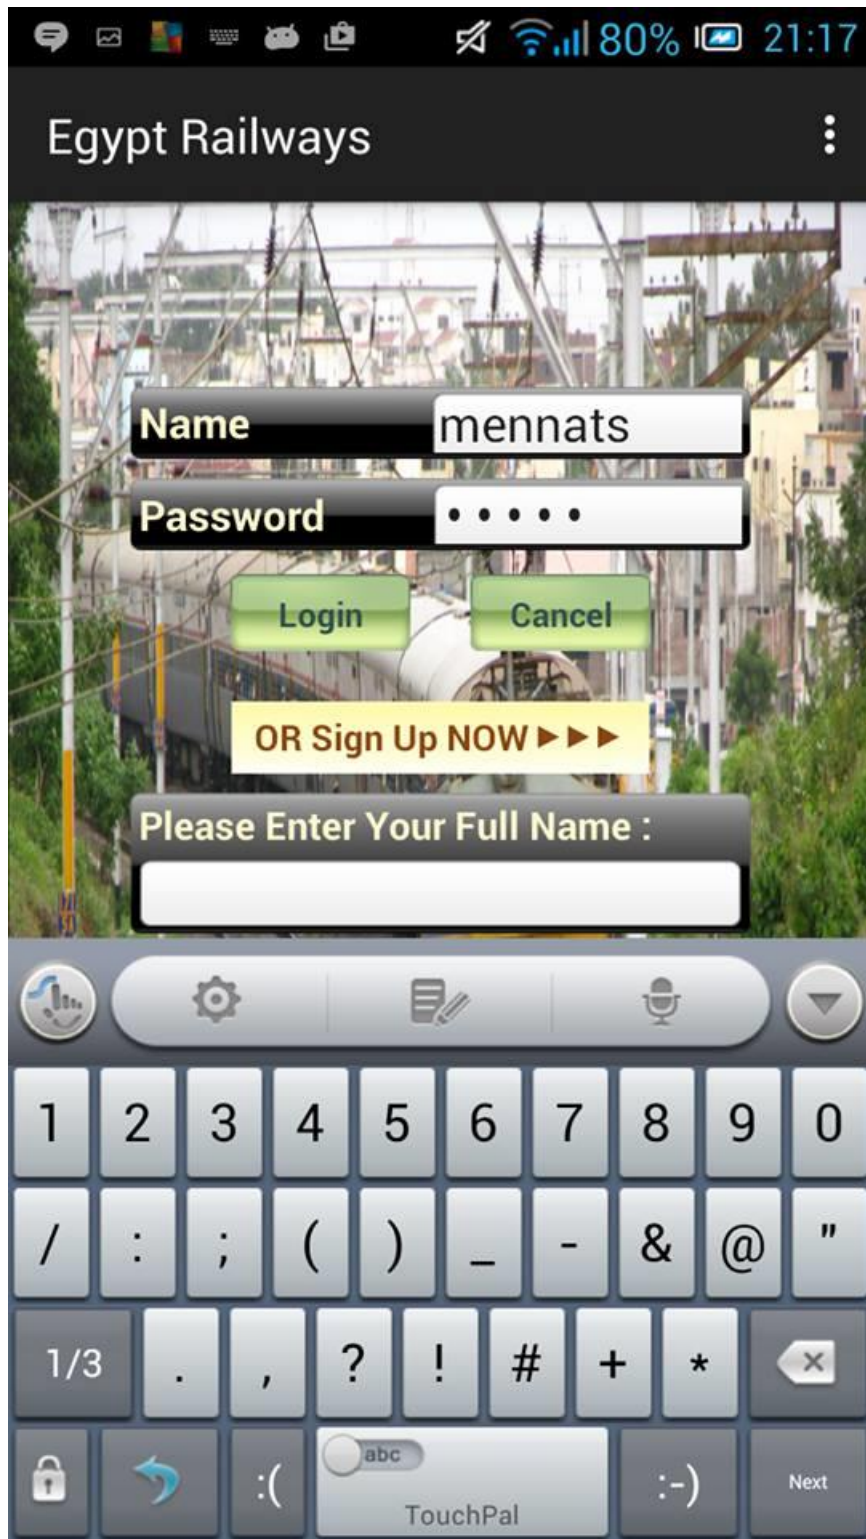 80% 21:17
Egypt Railways
Name mennats
Password •••••
Login Cancel
OR Sign Up NOW ►►►
Please Enter Your Full Name :
1 2 3 4 5 6 7 8 9 0
/ : ; ( ) _ - & @ "
1/3 . , ? ! # + *
:( abc TouchPal :-) Next